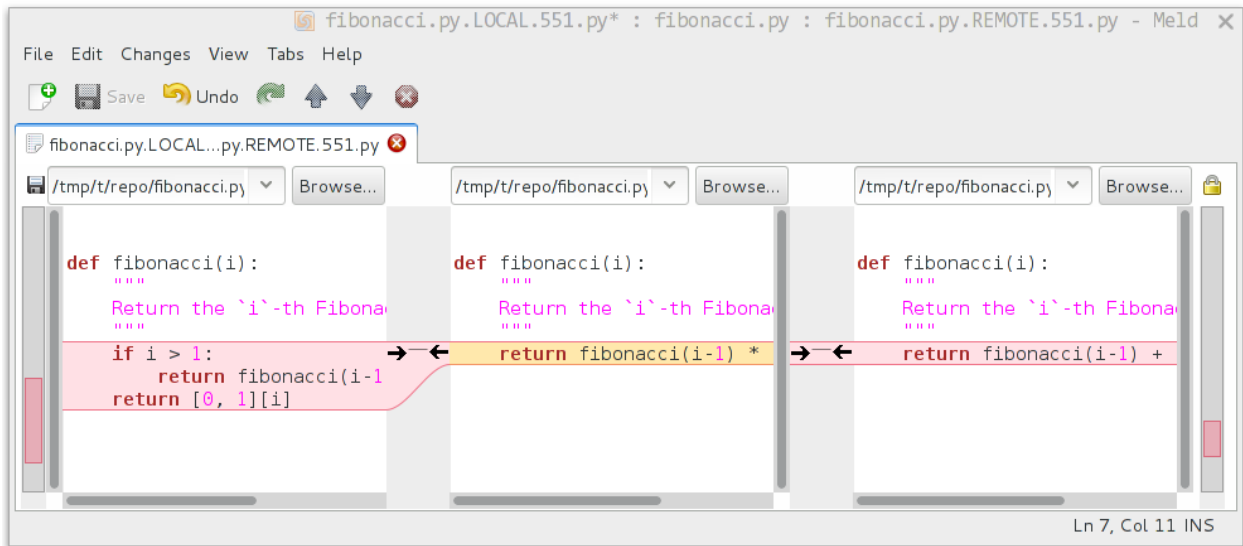 fibonacci.py.LOCAL.551.py* : fibonacci.py : fibonacci.py.REMOTE.551.py - Meld
File Edit Changes View Tabs Help
Save Undo
fibonacci.py.LOCAL...py.REMOTE.551.py
/tmp/t/repo/fibonacci.py Browse... /tmp/t/repo/fibonacci.py Browse... /tmp/t/repo/fibonacci.py Browse...
def fibonacci(i):
"""
Return the `i`-th Fibona
"""
if i > 1:
return fibonacci(i-1
return [0, 1][i]
def fibonacci(i):
"""
Return the `i`-th Fibona
"""
return fibonacci(i-1) *
def fibonacci(i):
"""
Return the `i`-th Fibona
"""
return fibonacci(i-1) +
Ln 7, Col 11 INS